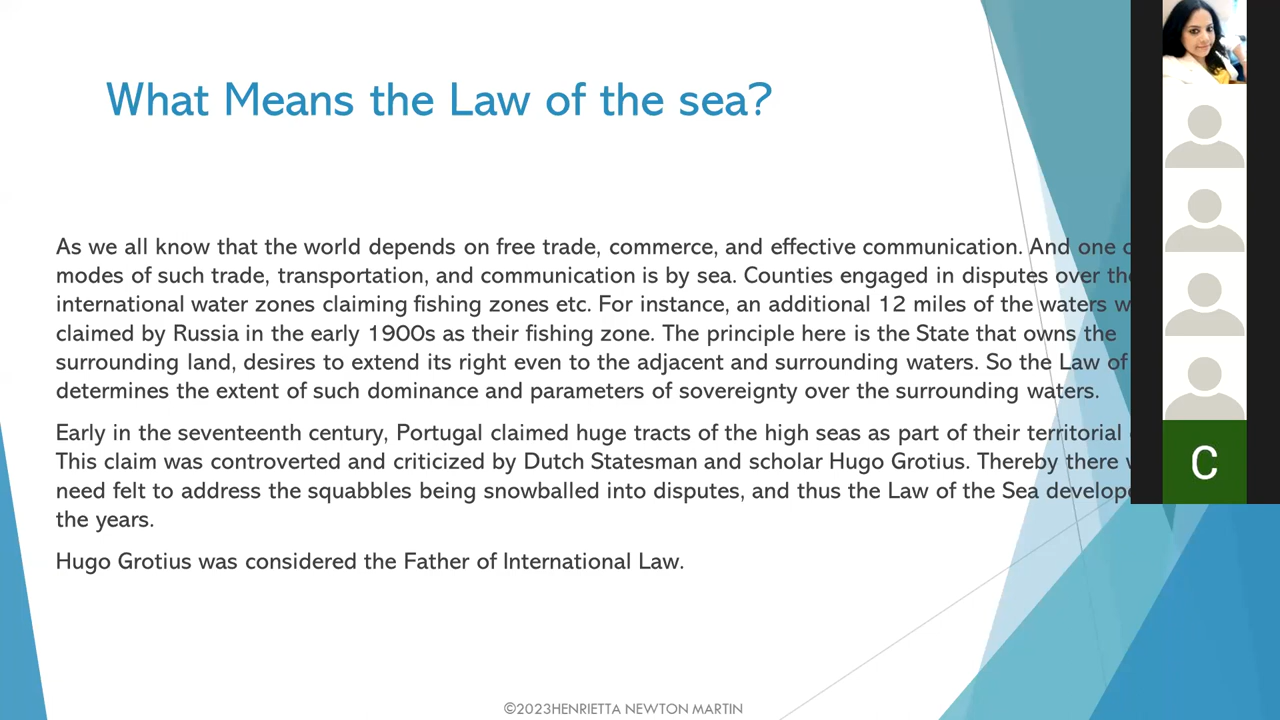 What Means the Law of the sea?
As we all know that the world depends on free trade, commerce, and effective communication. And one
modes of such trade, transportation, and communication is by sea. Counties engaged in disputes over
international water zones claiming fishing zones etc. For instance, an additional 12 miles of the waters
claimed by Russia in the early 1900s as their fishing zone. The principle here is the State that owns the
surrounding land, desires to extend its right even to the adjacent and surrounding waters. So the Law of
determines the extent of such dominance and parameters of sovereignty over the surrounding waters.
Early in the seventeenth century, Portugal claimed huge tracts of the high seas as part of their territorial
This claim was controverted and criticized by Dutch Statesman and scholar Hugo Grotius. Thereby there
need felt to address the squabbles being snowballed into disputes, and thus the Law of the Sea
the years.
Hugo Grotius was considered the Father of International Law.
C
©2023HENRIETTA NEWTON MARTIN